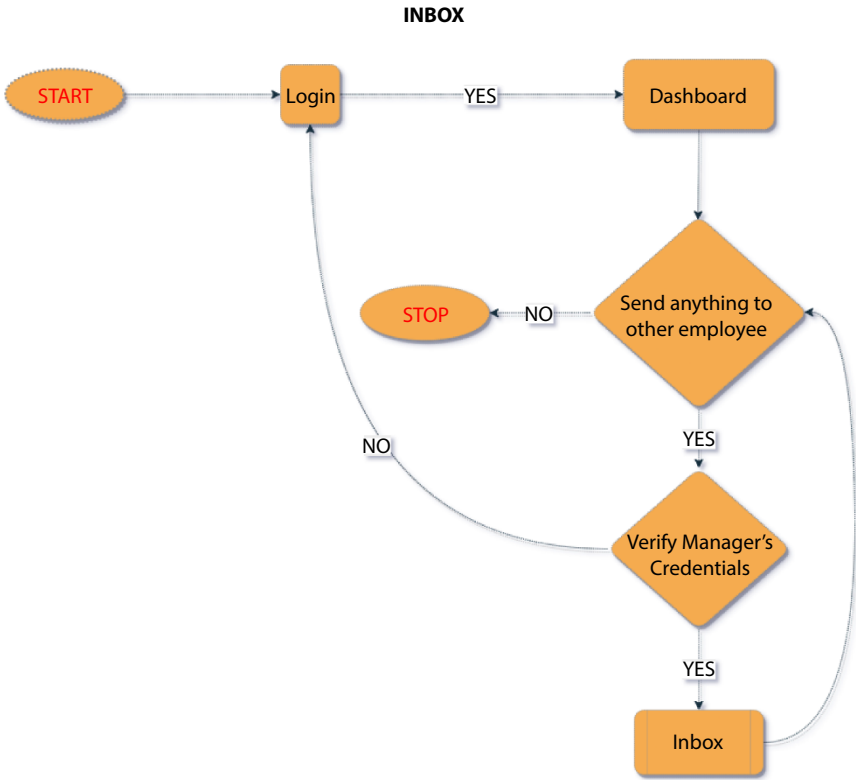 INBOX
START
Login
YES
Dashboard
Send anything to
other employee
NO
STOP
YES
NO
Verify Manager's
Credentials
YES
Inbox